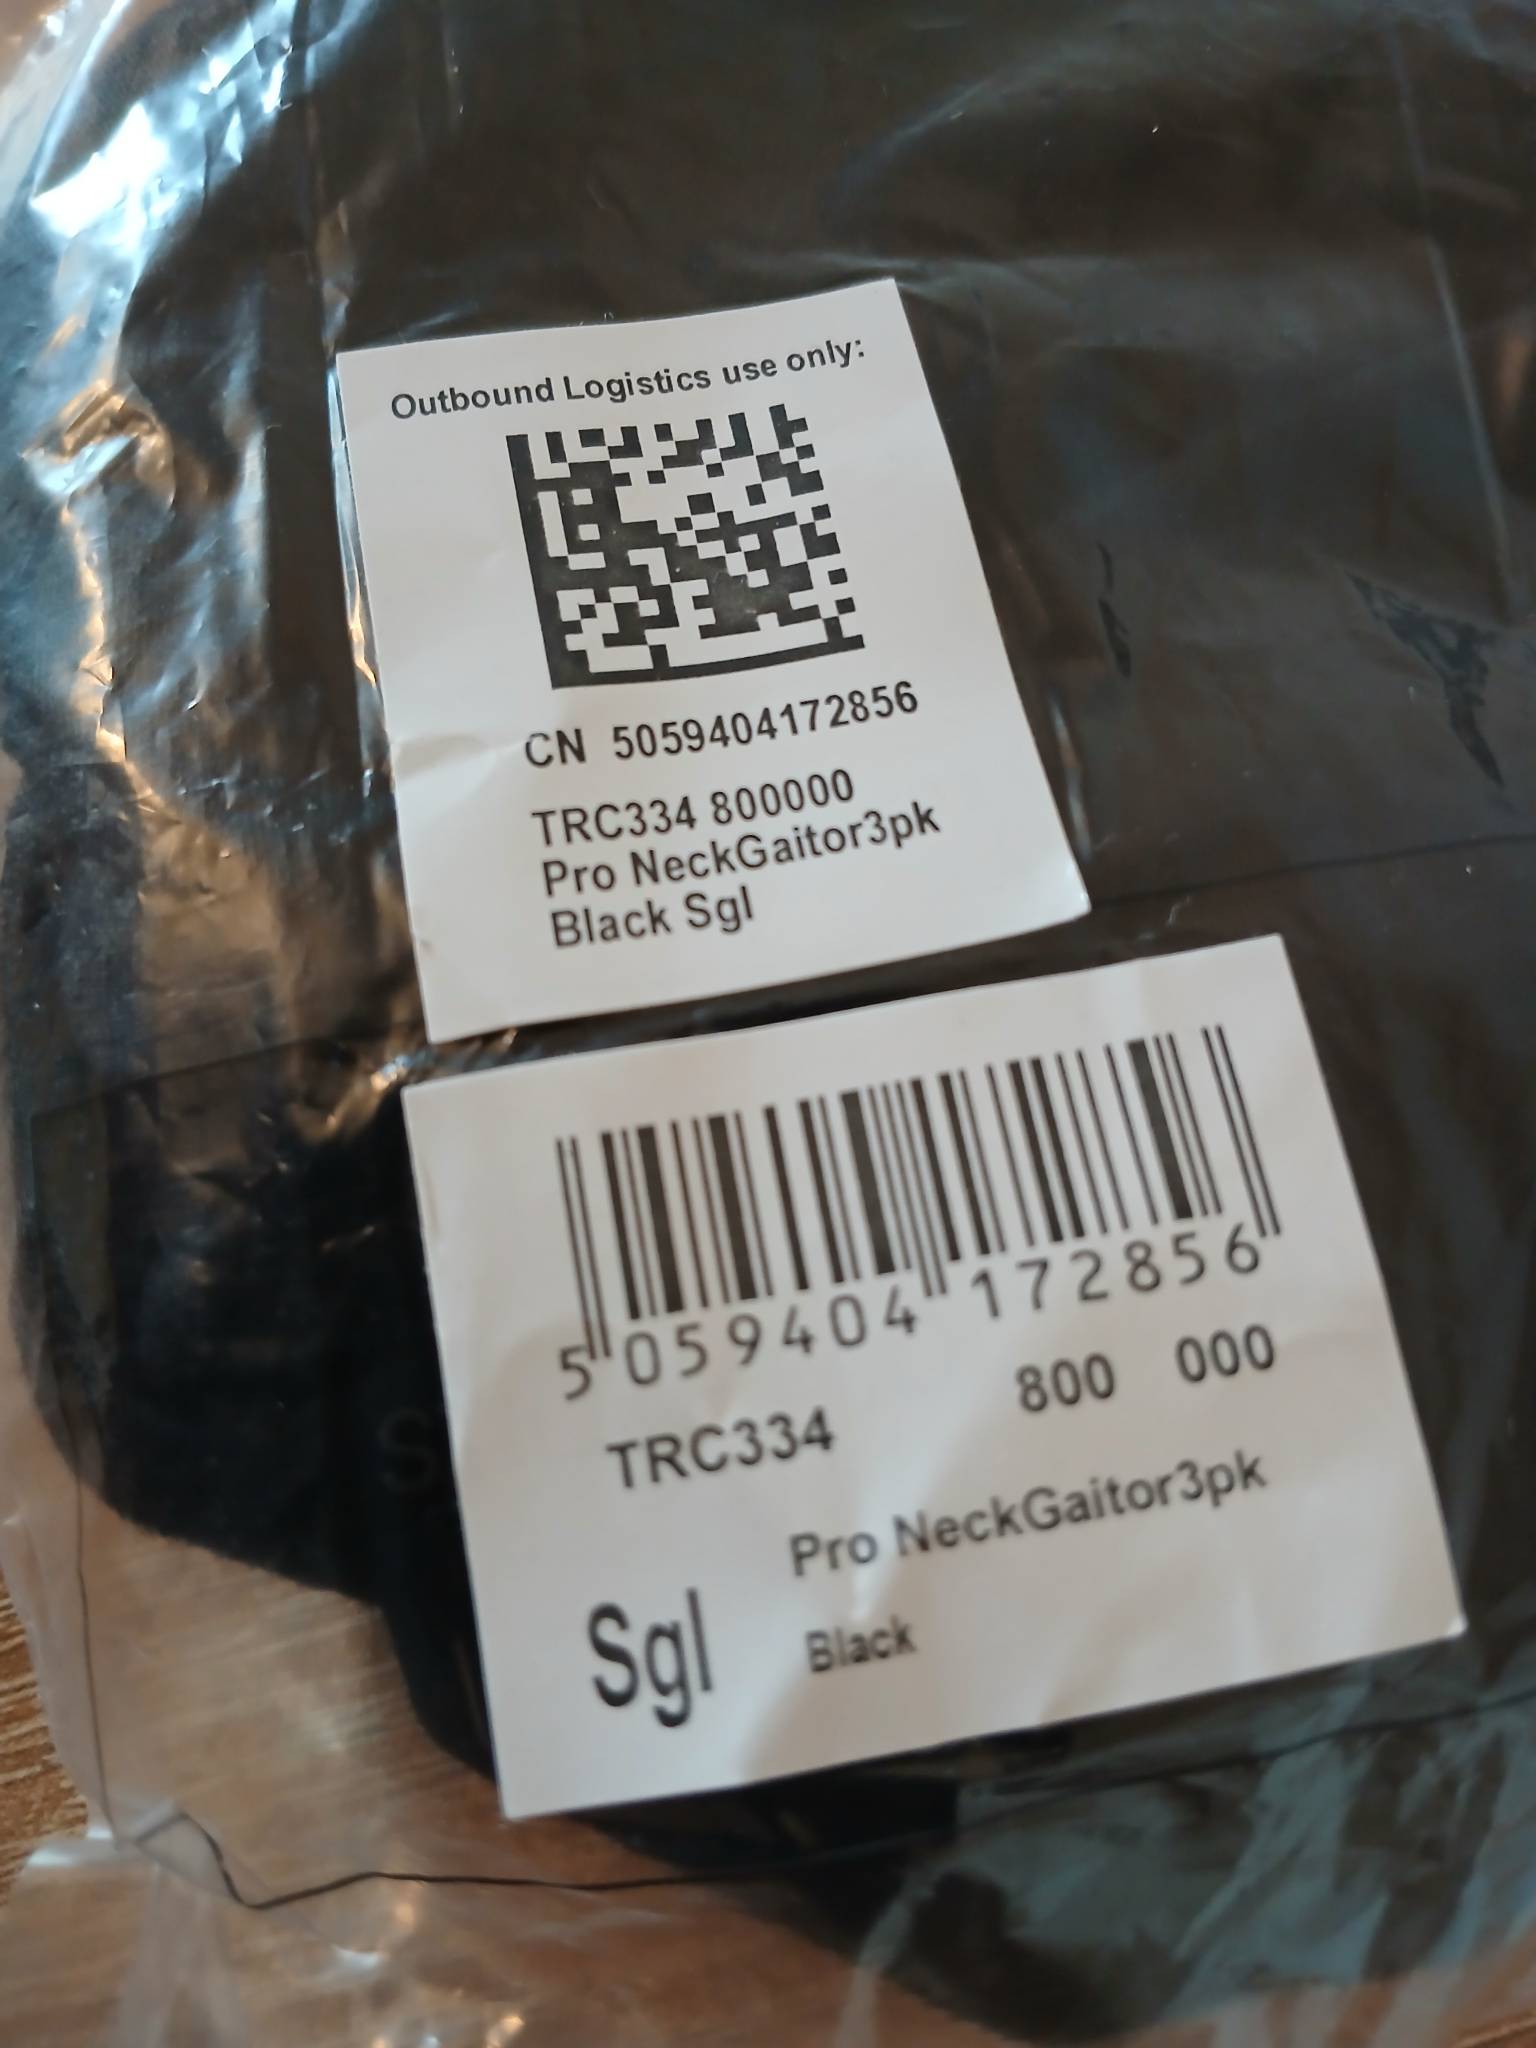 Outbound Logistics use only:
CN 5059404172856
TRC334 800000
Pro NeckGaitor3pk
Black Sgl
5 059404 172856
TRC334 800 000
Pro NeckGaitor3pk
Sgl Black